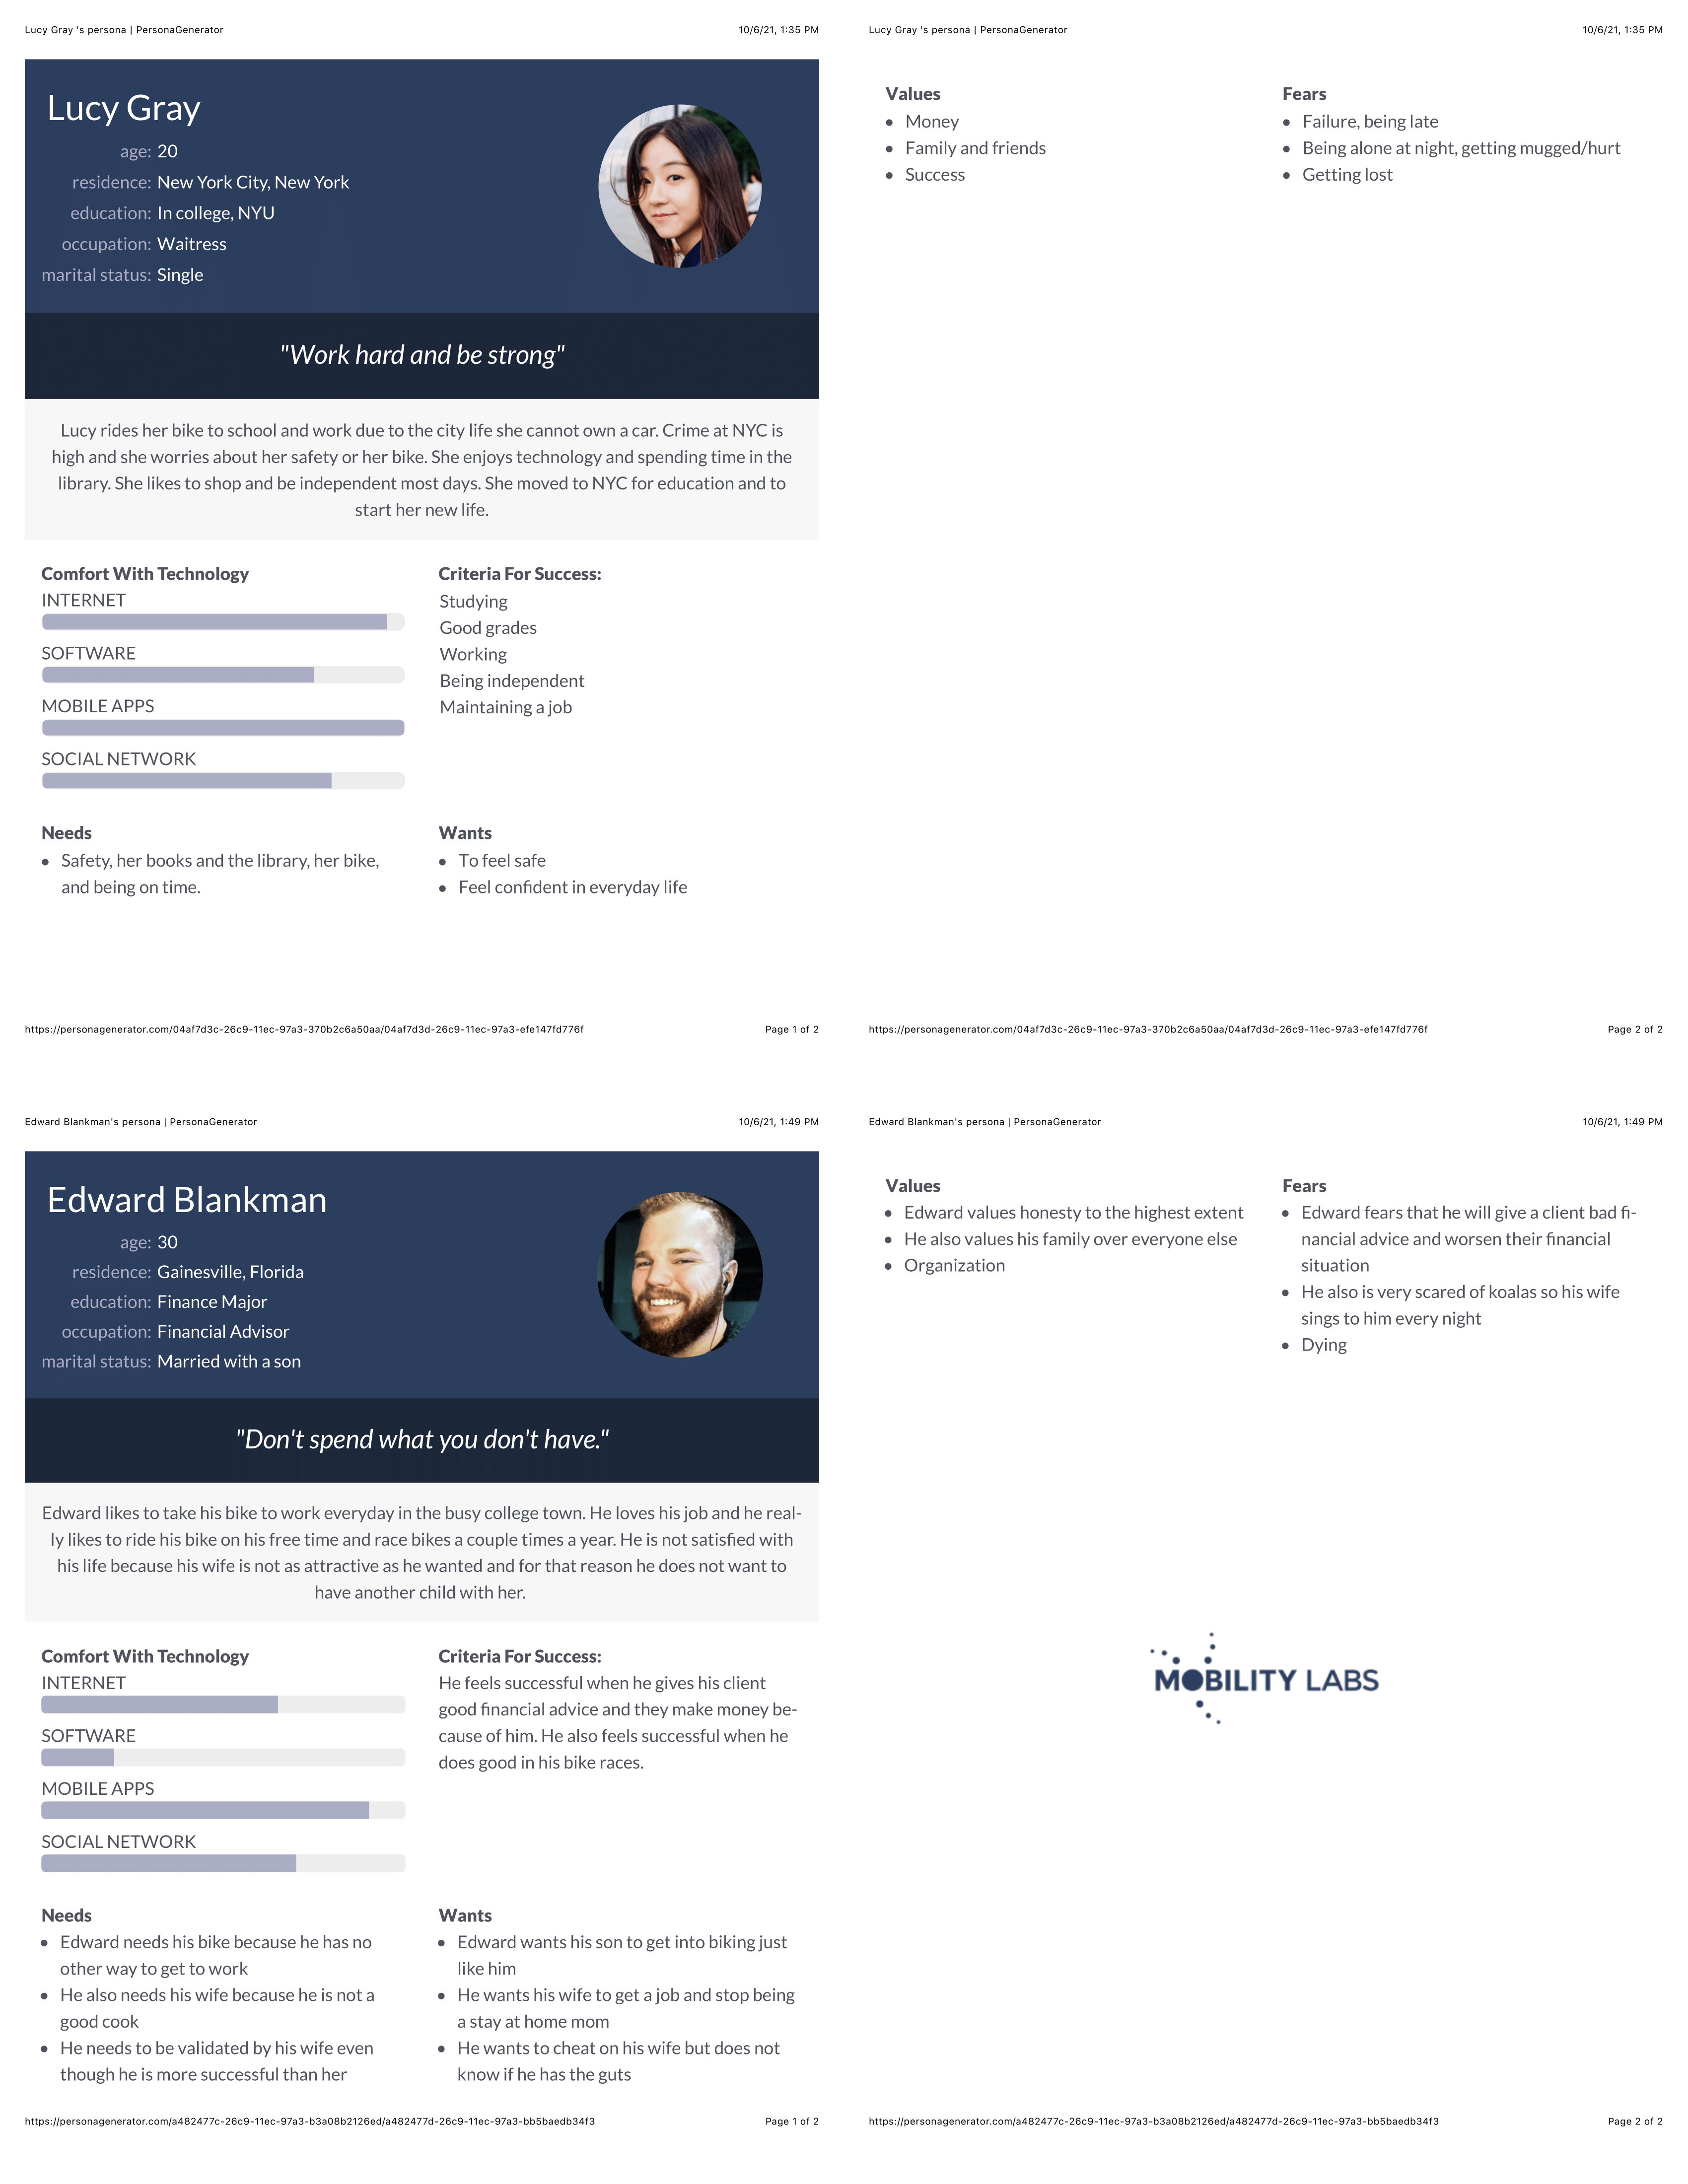 Lucy Gray 's persona | PersonaGenerator
10/6/21, 1:35 PM
Lucy Gray
age: 20
residence: New York City, New York
education: In college, NYU
occupation: Waitress
marital status: Single
"Work hard and be strong"
Lucy rides her bike to school and work due to the city life she cannot own a car. Crime at NYC is
high and she worries about her safety or her bike. She enjoys technology and spending time in the
library. She likes to shop and be independent most days. She moved to NYC for education and to
start her new life.
Comfort With Technology
INTERNET
SOFTWARE
MOBILE APPS
SOCIAL NETWORK
Criteria For Success:
Studying
Good grades
Working
Being independent
Maintaining a job
Needs
• Safety, her books and the library, her bike,
and being on time.
Wants
• To feel safe
• Feel confident in everyday life
https://personagenerator.com/04af7d3c-26c9-11ec-97a3-370b2c6a50aa/04af7d3d-26c9-11ec-97a3-efe147fd776f
Page 1 of 2
Lucy Gray 's persona | PersonaGenerator
10/6/21, 1:35 PM
Values
• Money
• Family and friends
• Success
Fears
• Failure, being late
• Being alone at night, getting mugged/hurt
• Getting lost
https://personagenerator.com/04af7d3c-26c9-11ec-97a3-370b2c6a50aa/04af7d3d-26c9-11ec-97a3-efe147fd776f
Page 2 of 2
Edward Blankman's persona | PersonaGenerator
10/6/21, 1:49 PM
Edward Blankman
age: 30
residence: Gainesville, Florida
education: Finance Major
occupation: Financial Advisor
marital status: Married with a son
"Don't spend what you don't have."
Edward likes to take his bike to work everyday in the busy college town. He loves his job and he real-
ly likes to ride his bike on his free time and race bikes a couple times a year. He is not satisfied with
his life because his wife is not as attractive as he wanted and for that reason he does not want to
have another child with her.
Comfort With Technology
INTERNET
SOFTWARE
MOBILE APPS
SOCIAL NETWORK
Criteria For Success:
He feels successful when he gives his client
good financial advice and they make money be-
cause of him. He also feels successful when he
does good in his bike races.
Needs
• Edward needs his bike because he has no
other way to get to work
• He also needs his wife because he is not a
good cook
• He needs to be validated by his wife even
though he is more successful than her
Wants
• Edward wants his son to get into biking just
like him
• He wants his wife to get a job and stop being
a stay at home mom
• He wants to cheat on his wife but does not
know if he has the guts
https://personagenerator.com/a482477c-26c9-11ec-97a3-b3a08b2126ed/a482477d-26c9-11ec-97a3-bb5baedb34f3
Page 1 of 2
Edward Blankman's persona | PersonaGenerator
10/6/21, 1:49 PM
Values
• Edward values honesty to the highest extent
• He also values his family over everyone else
• Organization
Fears
• Edward fears that he will give a client bad fi-
nancial advice and worsen their financial
situation
• He also is very scared of koalas so his wife
sings to him every night
• Dying
MOBILITY LABS
https://personagenerator.com/a482477c-26c9-11ec-97a3-b3a08b2126ed/a482477d-26c9-11ec-97a3-bb5baedb34f3
Page 2 of 2